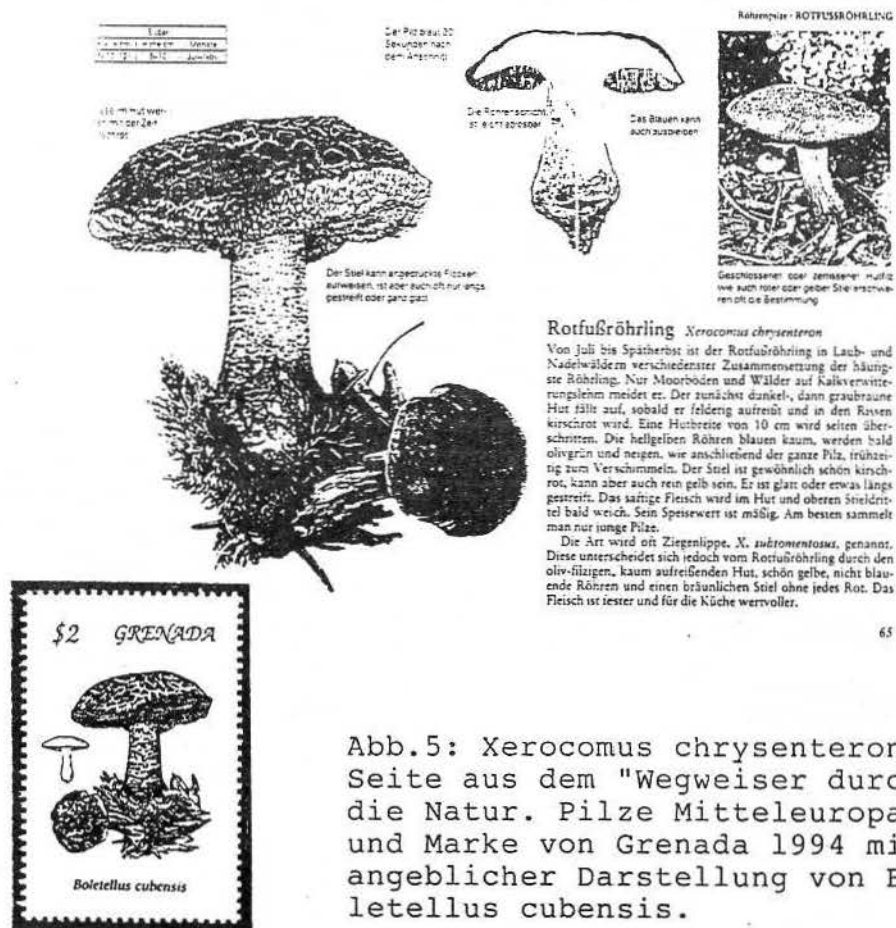 Röhrenpilze · ROTFUSSRÖHRLING
Monate
Der Pilz blaut 20
Sekunden nach
dem Anschnitt
Die Röhrenschicht
ist leicht ablösbar
Das Blauen kann
auch ausbleiben
Der Stiel kann angedrückte Flocken
aufweisen, ist aber auch oft nur längs
gestreift oder ganz glatt
Geschlossener oder zerrissener Hutfilz
wie auch roter oder gelber Stiel erschwe-
ren oft die Bestimmung
Rotfußröhrling Xerocomus chrysenteron
Von Juli bis Spätherbst ist der Rotfußröhrling in Laub- und
Nadelwäldern verschiedenster Zusammensetzung der häufig-
ste Röhrling. Nur Moorböden und Wälder auf Kalkverwitte-
rungslehm meidet er. Der zunächst dunkel-, dann graubraune
Hut fällt auf, sobald er felderig aufreißt und in den Rissen
kirschrot wird. Eine Hutbreite von 10 cm wird selten über-
schritten. Die hellgelben Röhren blauen kaum, werden bald
olivgrün und neigen, wie anschließend der ganze Pilz, frühzei-
tig zum Verschimmeln. Der Stiel ist gewöhnlich schön kirsch-
rot, kann aber auch rein gelb sein. Er ist glatt oder etwas längs
gestreift. Das saftige Fleisch wird im Hut und oberen Stieldrit-
tel bald weich. Sein Speisewert ist mäßig. Am besten sammelt
man nur junge Pilze.
Die Art wird oft Ziegenlippe, X. subtomentosus, genannt.
Diese unterscheidet sich jedoch vom Rotfußröhrling durch den
oliv-filzigen, kaum aufreißenden Hut, schön gelbe, nicht blau-
ende Röhren und einen bräunlichen Stiel ohne jedes Rot. Das
Fleisch ist fester und für die Küche wertvoller.
65
$2 GRENADA
Boletellus cubensis
Abb.5: Xerocomus chrysenteron
Seite aus dem "Wegweiser durc
die Natur. Pilze Mitteleuropa
und Marke von Grenada 1994 mi
angeblicher Darstellung von B
letellus cubensis.